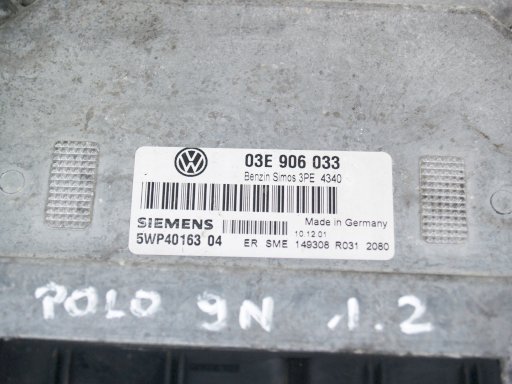 03E 906 033
Benzin Simos 3PE 4340
SIEMENS
Made in Germany
10.12.01
5WP40163 04
ER SME 149308 R031 2080
POLO 9N 1.2